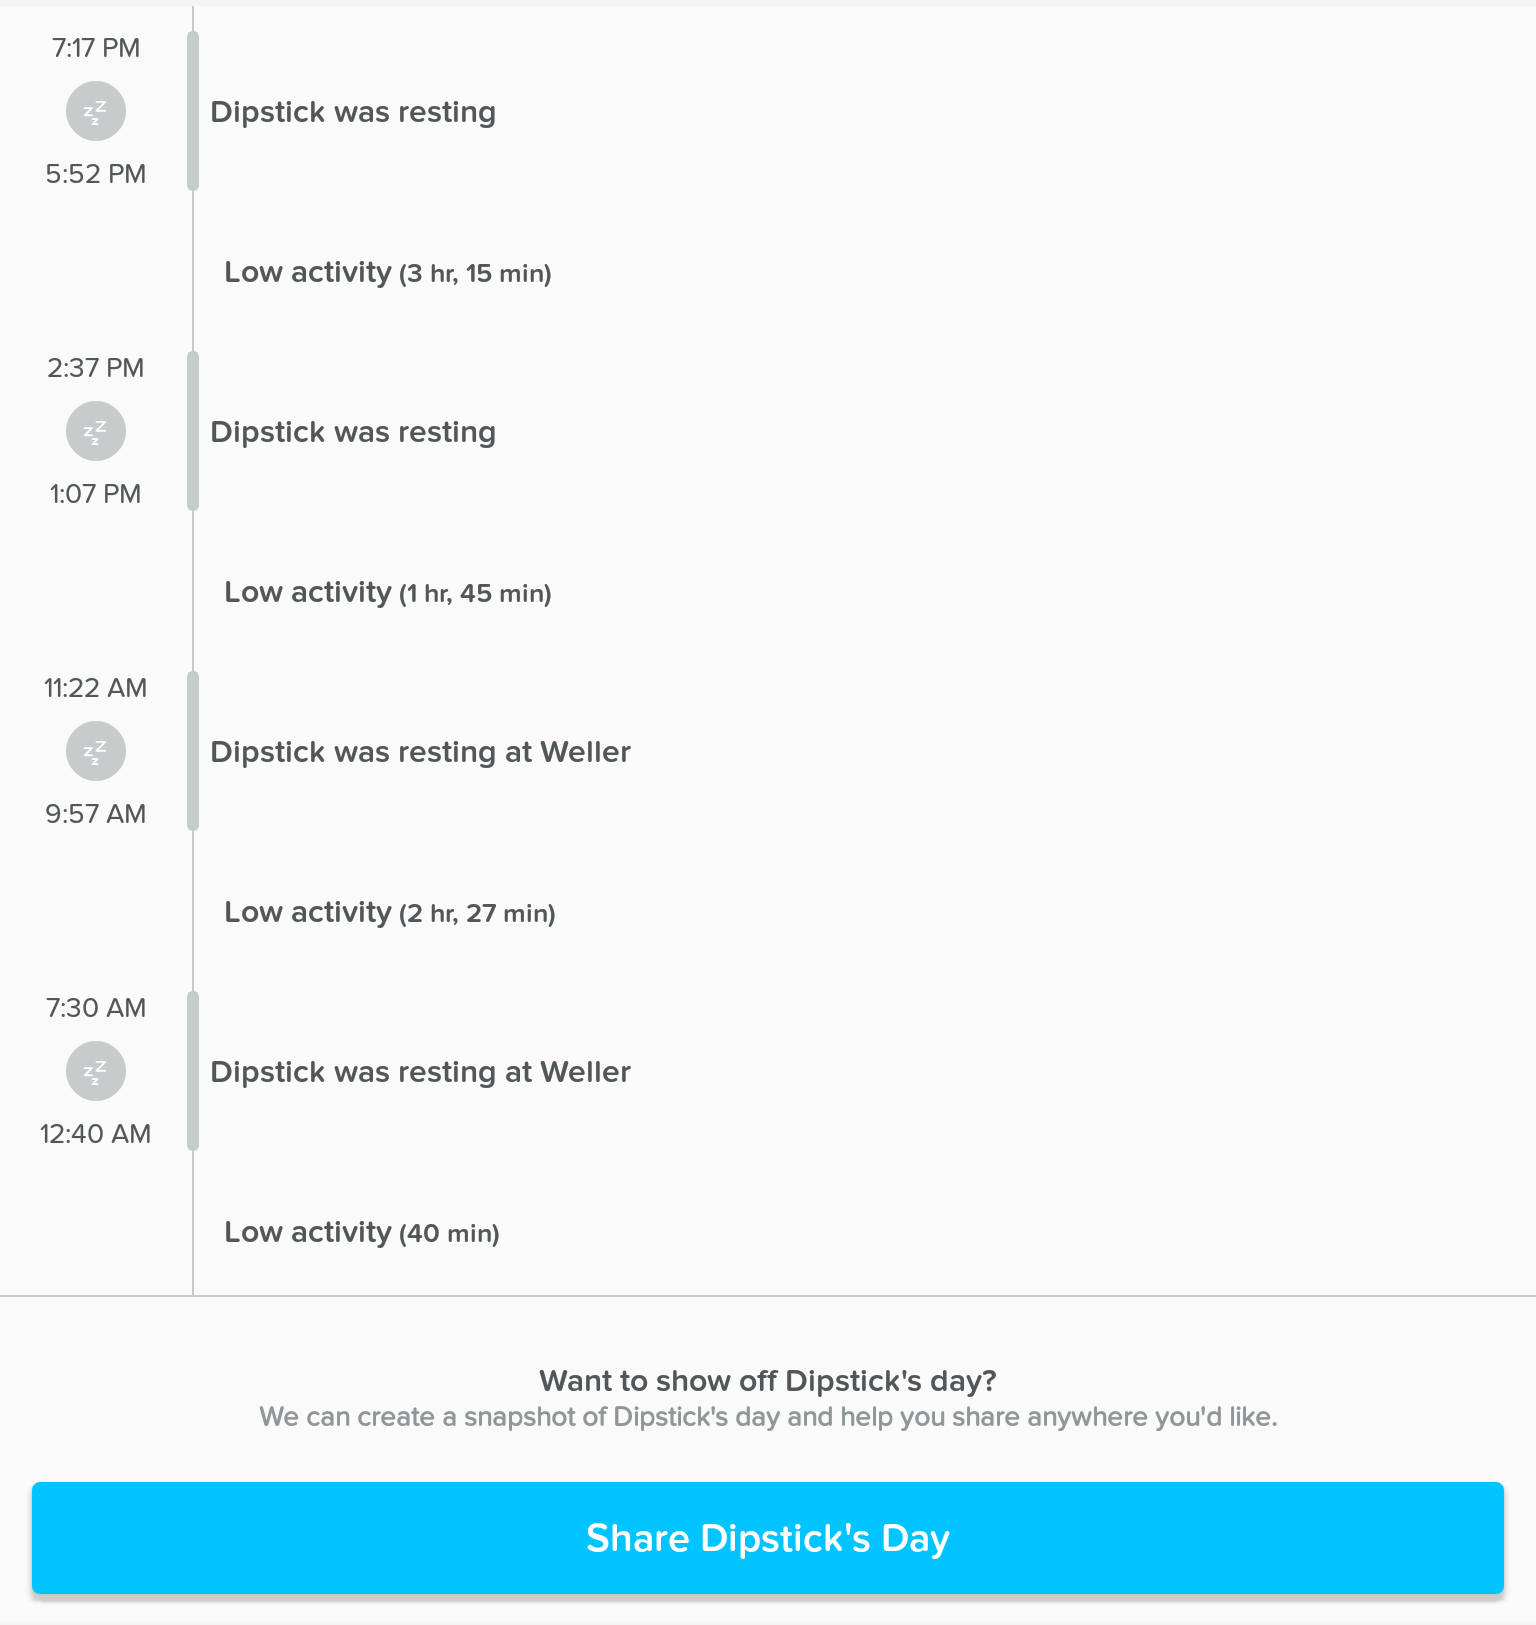 7:17 PM
Dipstick was resting
5:52 PM
Low activity (3 hr, 15 min)
2:37 PM
Dipstick was resting
1:07 PM
Low activity (1 hr, 45 min)
11:22 AM
Dipstick was resting at Weller
9:57 AM
Low activity (2 hr, 27 min)
7:30 AM
Dipstick was resting at Weller
12:40 AM
Low activity (40 min)
Want to show off Dipstick's day?
We can create a snapshot of Dipstick's day and help you share anywhere you'd like.
Share Dipstick's Day